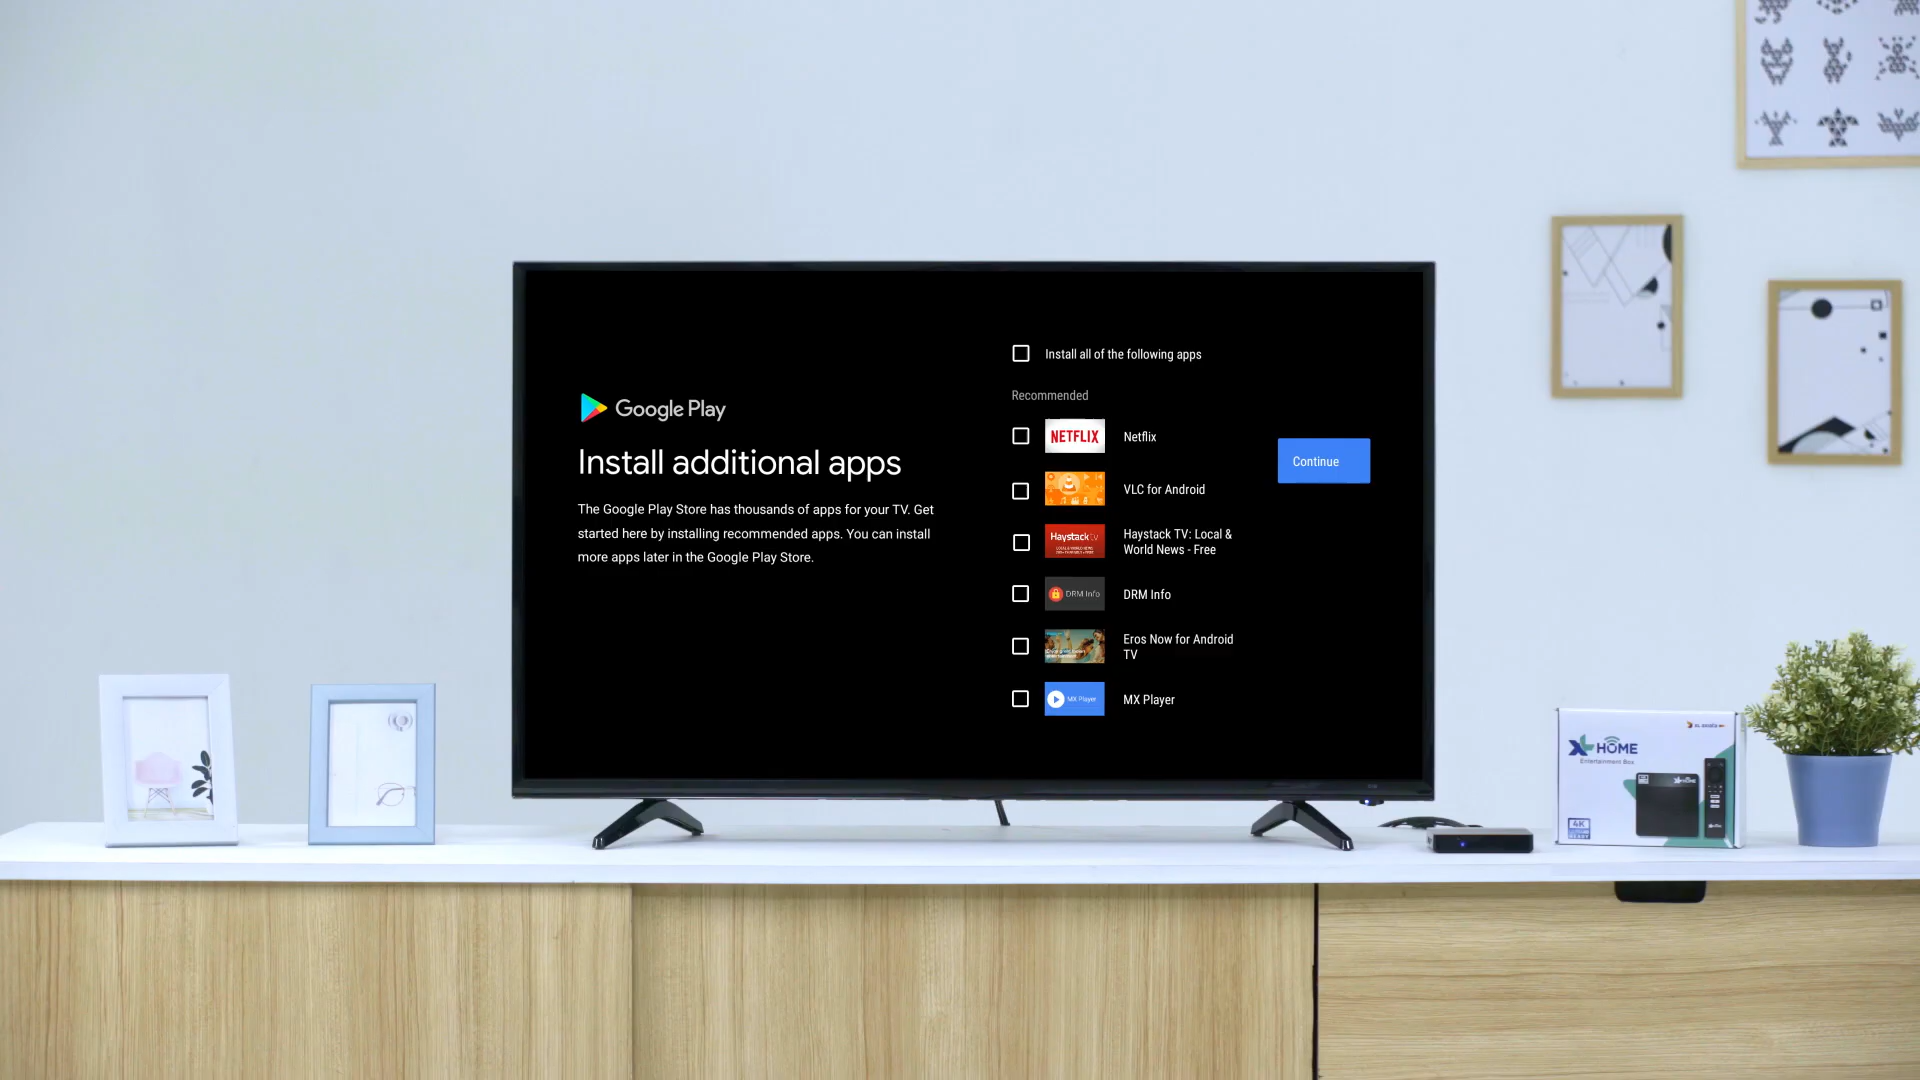 Google Play
Install additional apps
The Google Play Store has thousands of apps for your TV. Get
started here by installing recommended apps. You can install
more apps later in the Google Play Store.
Install all of the following apps
Recommended
NETFLIX
Netflix
VLC for Android
Haystack TV
Haystack TV: Local &
World News - Free
DRM Info
DRM Info
Eros Now for Android
TV
MX Player
MX Player
Continue
XL HOME
Entertainment Box
4K